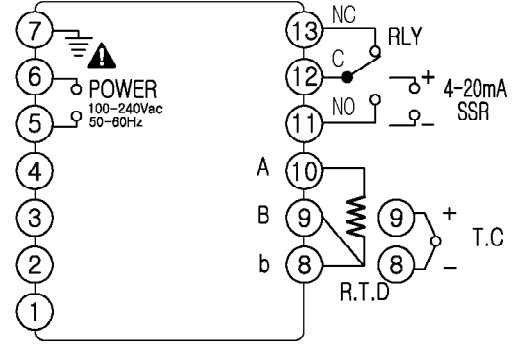 7
6
POWER
100-240Vac
50-60Hz
5
4
3
2
1
13 NC
RLY
12 C
+
4-20mA
SSR
11 NO
−
A 10
B 9
b 8
R.T.D
9 +
T.C
8 −